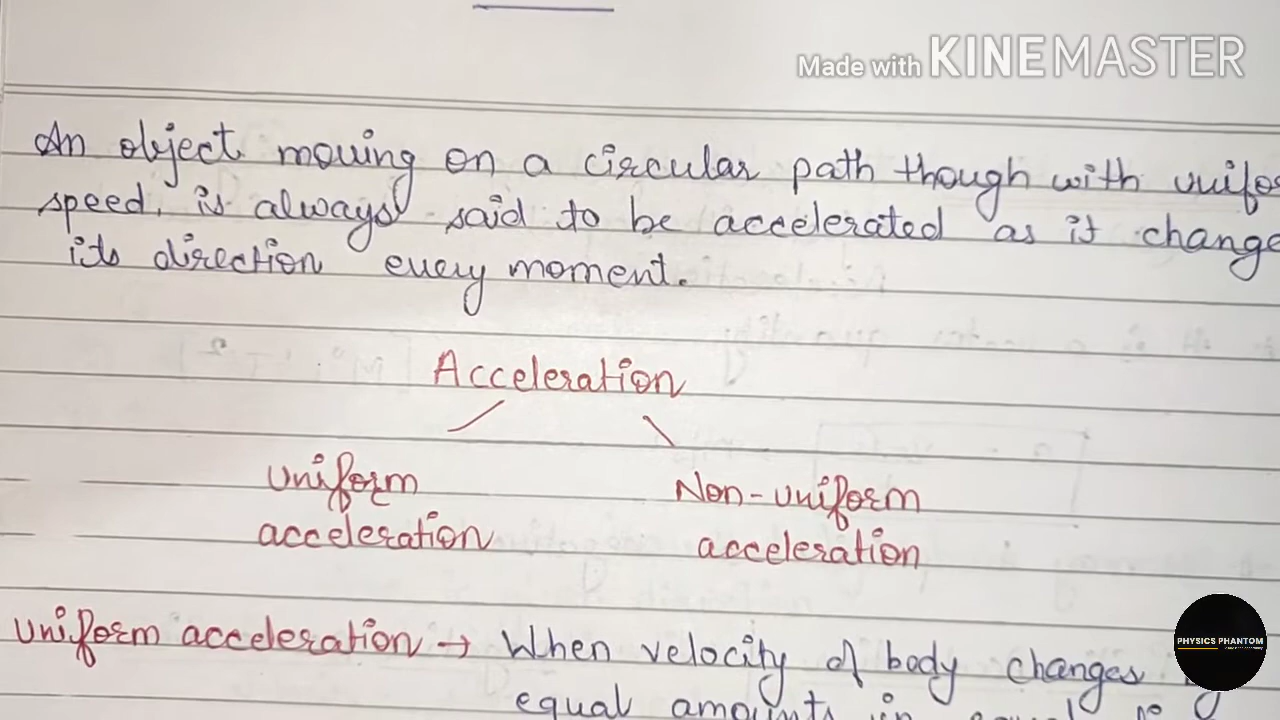 Made with KINEMASTER
An object moving on a circular path though with unifo
speed, is always said to be accelerated as it change
its direction every moment.
Acceleration
Uniform Non-uniform
acceleration acceleration
Uniform acceleration → When velocity of body changes
equal amounts in
PHYSICS PHANTOM